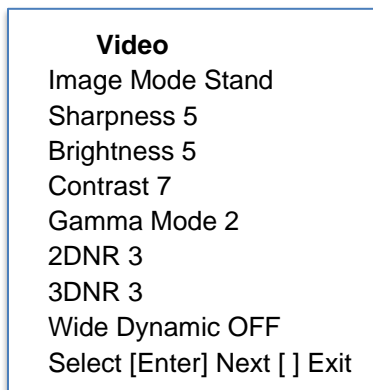 Video
Image Mode Stand
Sharpness 5
Brightness 5
Contrast 7
Gamma Mode 2
2DNR 3
3DNR 3
Wide Dynamic OFF
Select [Enter] Next [ ] Exit